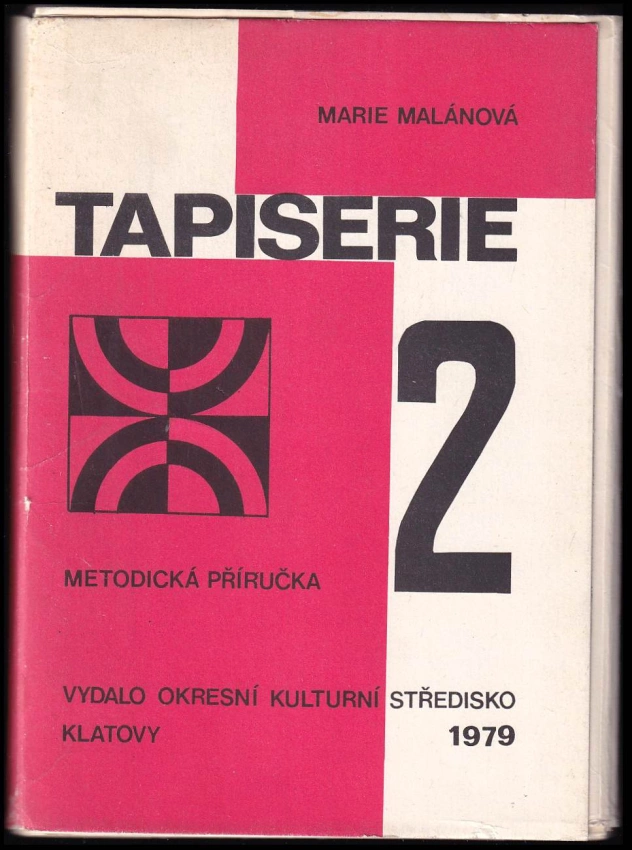 MARIE MALÁNOVÁ
TAPISERIE
2
METODICKÁ PŘÍRUČKA
VYDALO OKRESNÍ KULTURNÍ STŘEDISKO
KLATOVY 1979